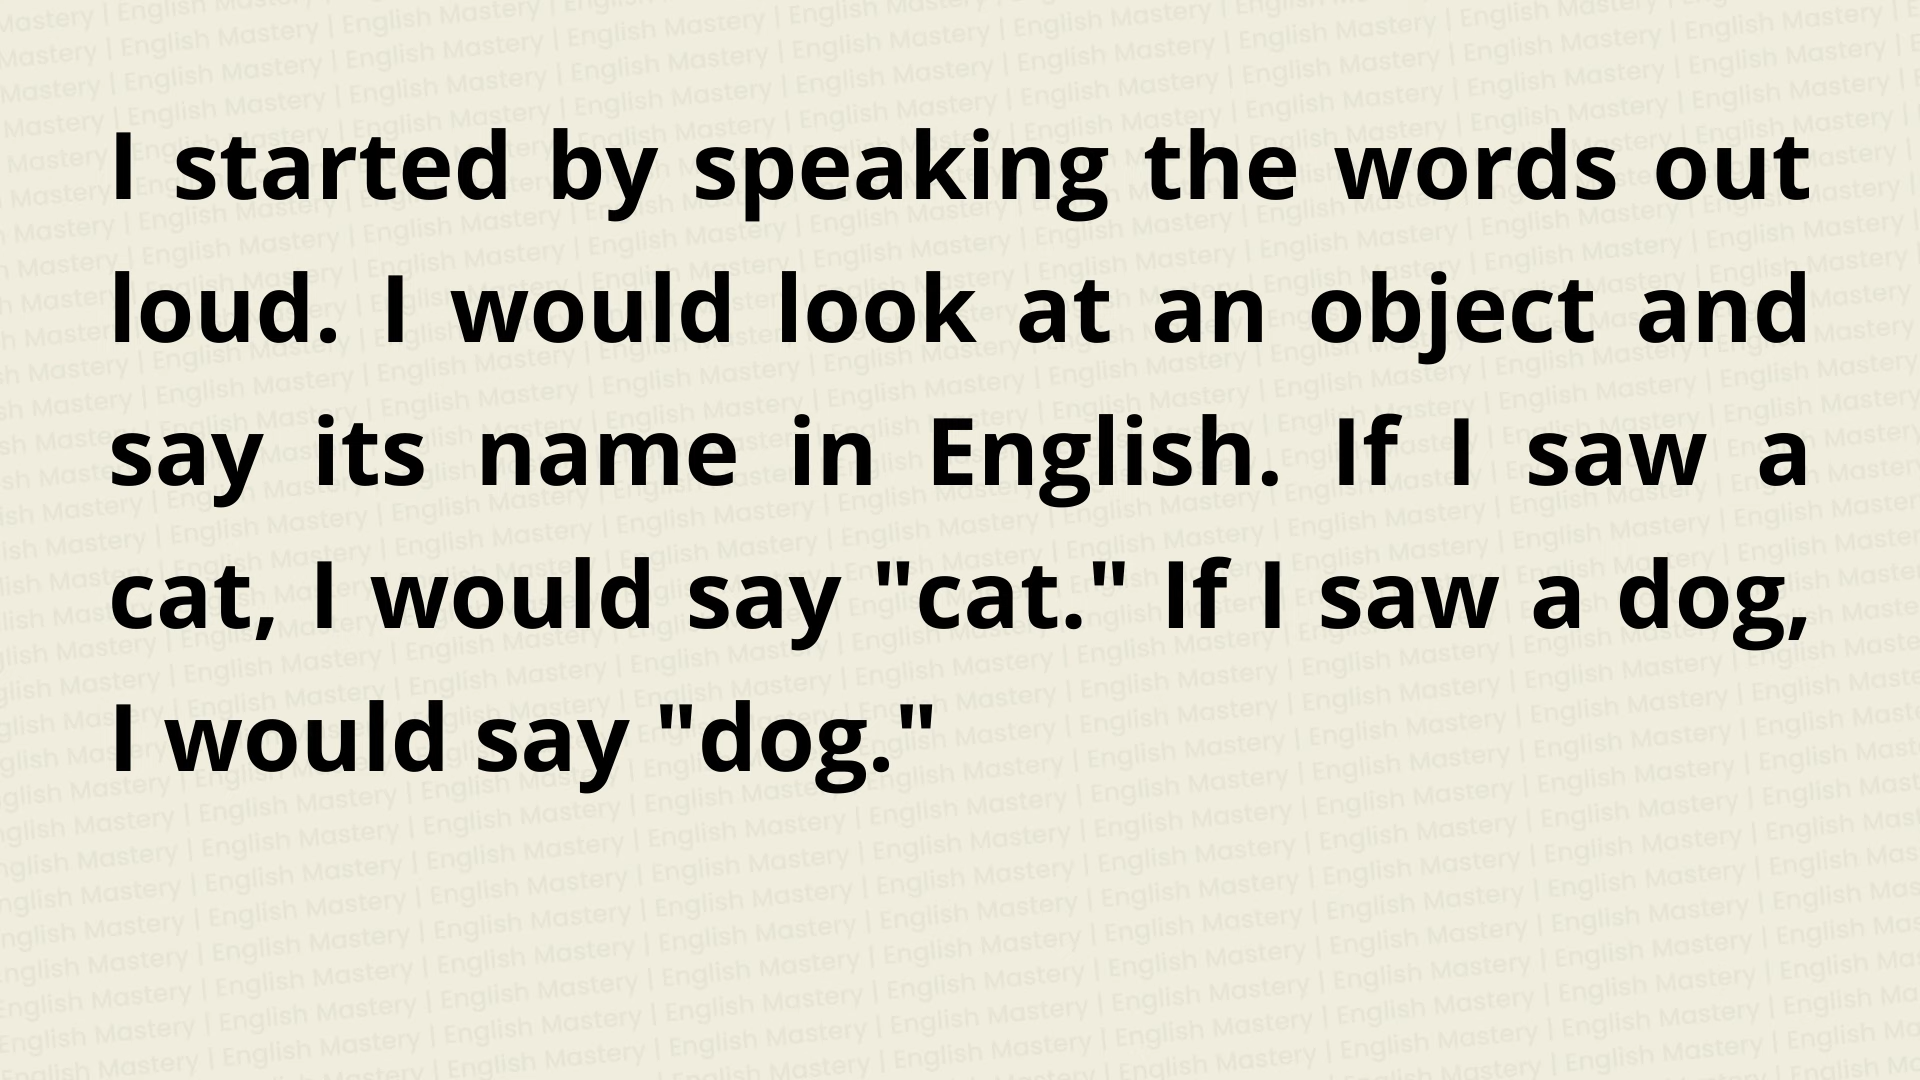 I started by speaking the words out
loud. I would look at an object and
say its name in English. If I saw a
cat, I would say "cat." If I saw a dog,
I would say "dog."